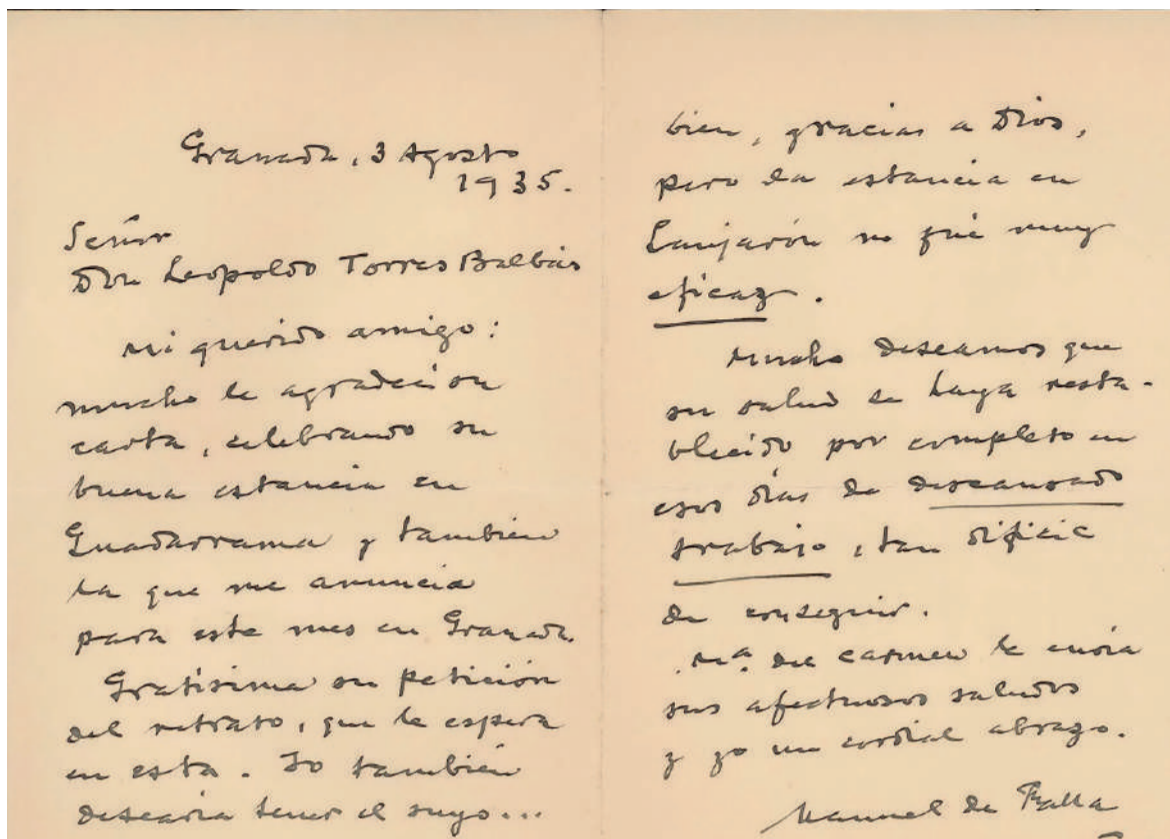 Granada, 3 Agosto
1935.
Señor
Don Leopoldo Torres Balbás
Mi querido amigo:
mucho le agradecí su
carta, celebrando su
buena estancia en
Guadarrama y también
la que me anuncia
para este mes en Granada.
Gratísima su petición
del retrato, que le espera
en esta. Yo también
desearía tener el suyo...
bien, gracias a Dios,
pero la estancia en
Lanjarón no fué muy
eficaz.
Mucho deseamos que
su salud se haya resta-
blecido por completo en
esos días de descansado
trabajo, tan difícil
de conseguir.
Mª. del Carmen le envía
sus afectuosos saludos
y yo un cordial abrazo.
Manuel de Falla